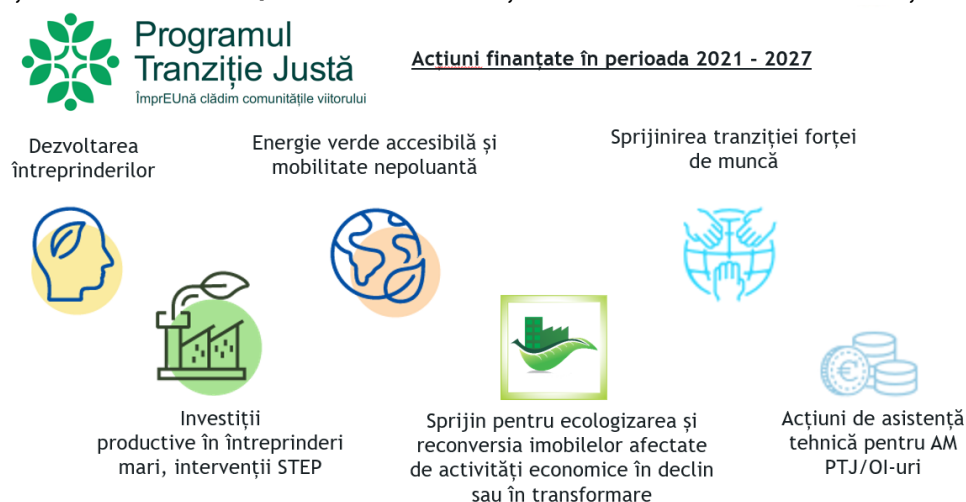 Programul
Tranziție Justă
ÎmprEUnă clădim comunitățile viitorului
Acțiuni finanțate în perioada 2021 - 2027
Dezvoltarea
întreprinderilor
Energie verde accesibilă și
mobilitate nepoluantă
Sprijinirea tranziției forței
de muncă
Investiții
productive în întreprinderi
mari, intervenții STEP
Sprijin pentru ecologizarea și
reconversia imobilelor afectate
de activități economice în declin
sau în transformare
Acțiuni de asistență
tehnică pentru AM
PTJ/OI-uri